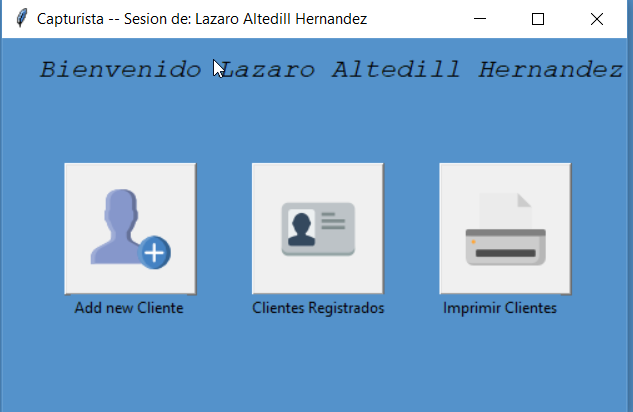 Capturista -- Sesion de: Lazaro Altedill Hernandez
Bienvenido Lazaro Altedill Hernandez
Add new Cliente
Clientes Registrados
Imprimir Clientes